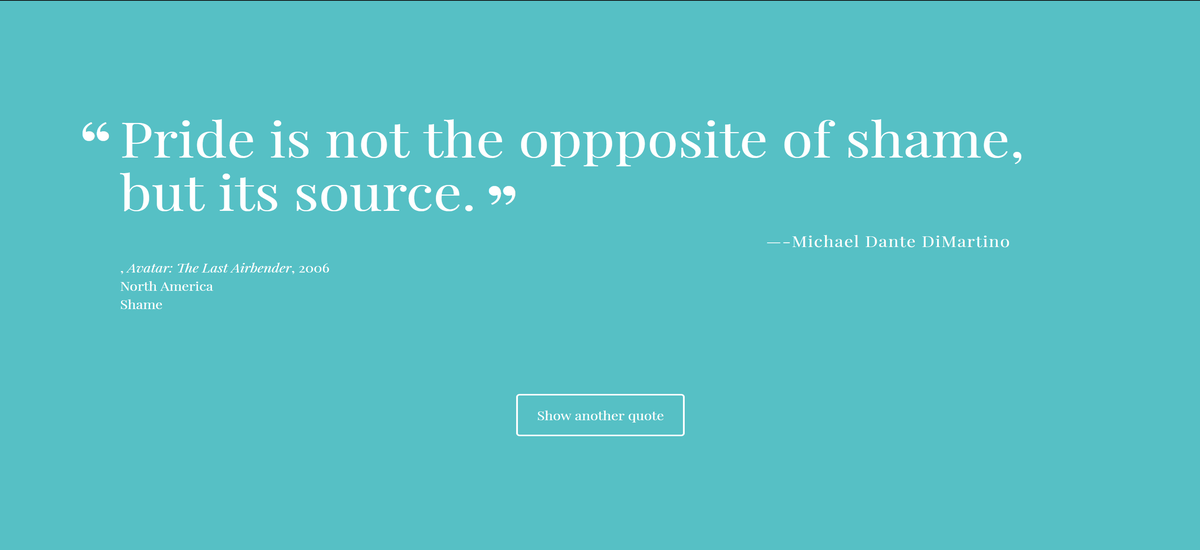 “Pride is not the oppposite of shame,
but its source.”
—-Michael Dante DiMartino
, Avatar: The Last Airbender, 2006
North America
Shame
Show another quote